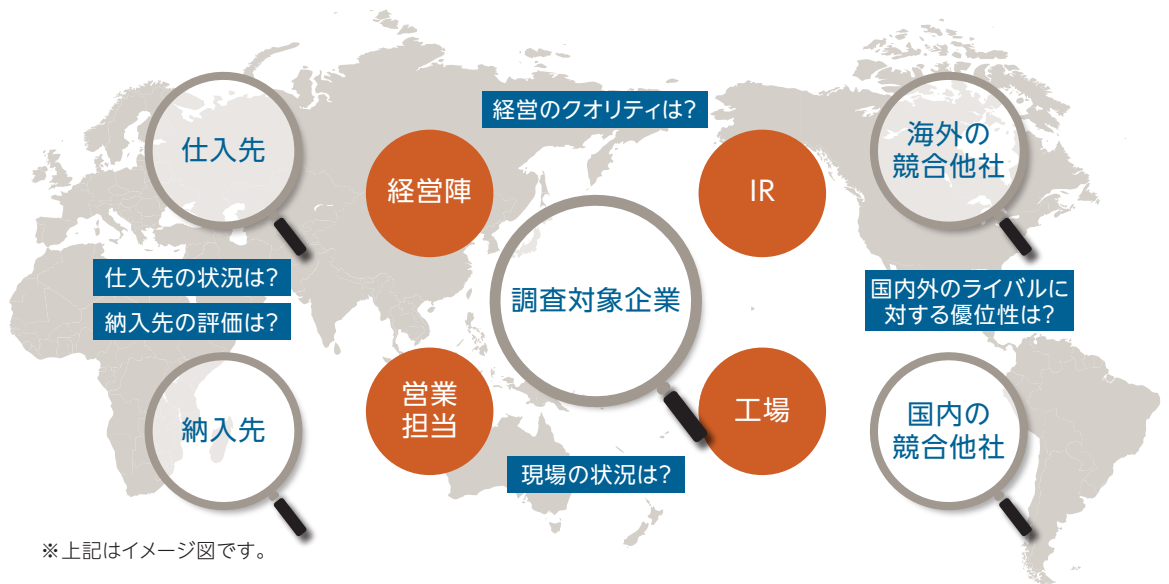 経営のクオリティは?
仕入先
経営陣
IR
海外の
競合他社
仕入先の状況は?
納入先の評価は?
調査対象企業
国内外のライバルに
対する優位性は?
納入先
営業
担当
工場
国内の
競合他社
現場の状況は?
※上記はイメージ図です。